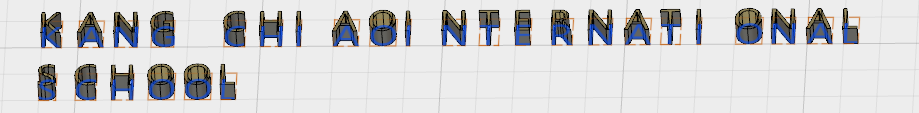 KANG CHI AOI NTERNATI ONAL
SCHOOL